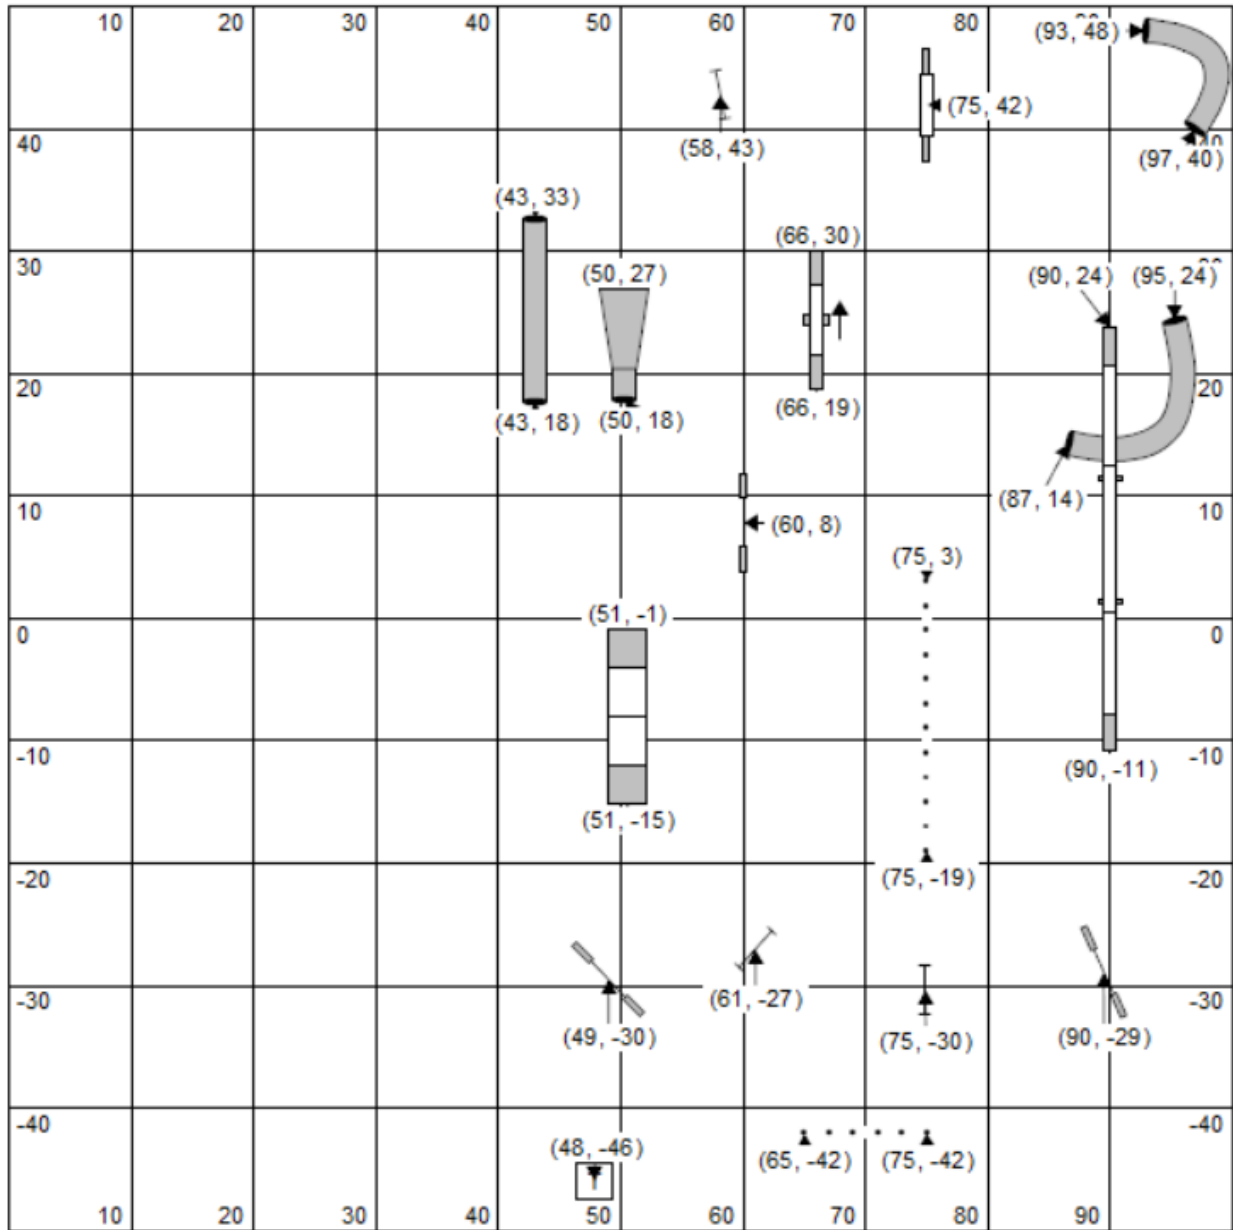 10 20 30 40 50 60 70 80
(93, 48)
(75, 42)
40
(58, 43)
(97, 40)
(43, 33)
(66, 30)
30
(50, 27)
(90, 24) (95, 24)
20 20
(43, 18) (50, 18)
(66, 19)
(87, 14)
10 10
(60, 8)
(75, 3)
(51, -1)
0 0
-10 -10
(90, -11)
(51, -15)
-20 (75, -19) -20
-30 (61, -27) -30
(49, -30) (75, -30) (90, -29)
-40 -40
(48, -46) (65, -42) (75, -42)
10 20 30 40 50 60 70 80 90